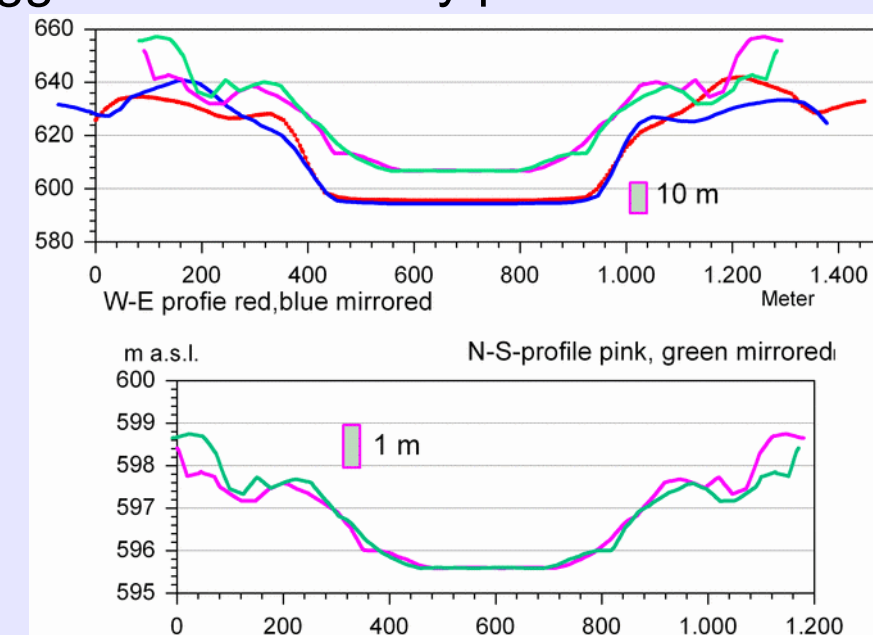 660
640
620
600
580
10 m
0 200 400 600 800 1.000 1.200 1.400
W-E profie red,blue mirrored
Meter
m a.s.l.
N-S-profile pink, green mirrored
600
599
598
597
596
595
1 m
0 200 400 600 800 1.000 1.200